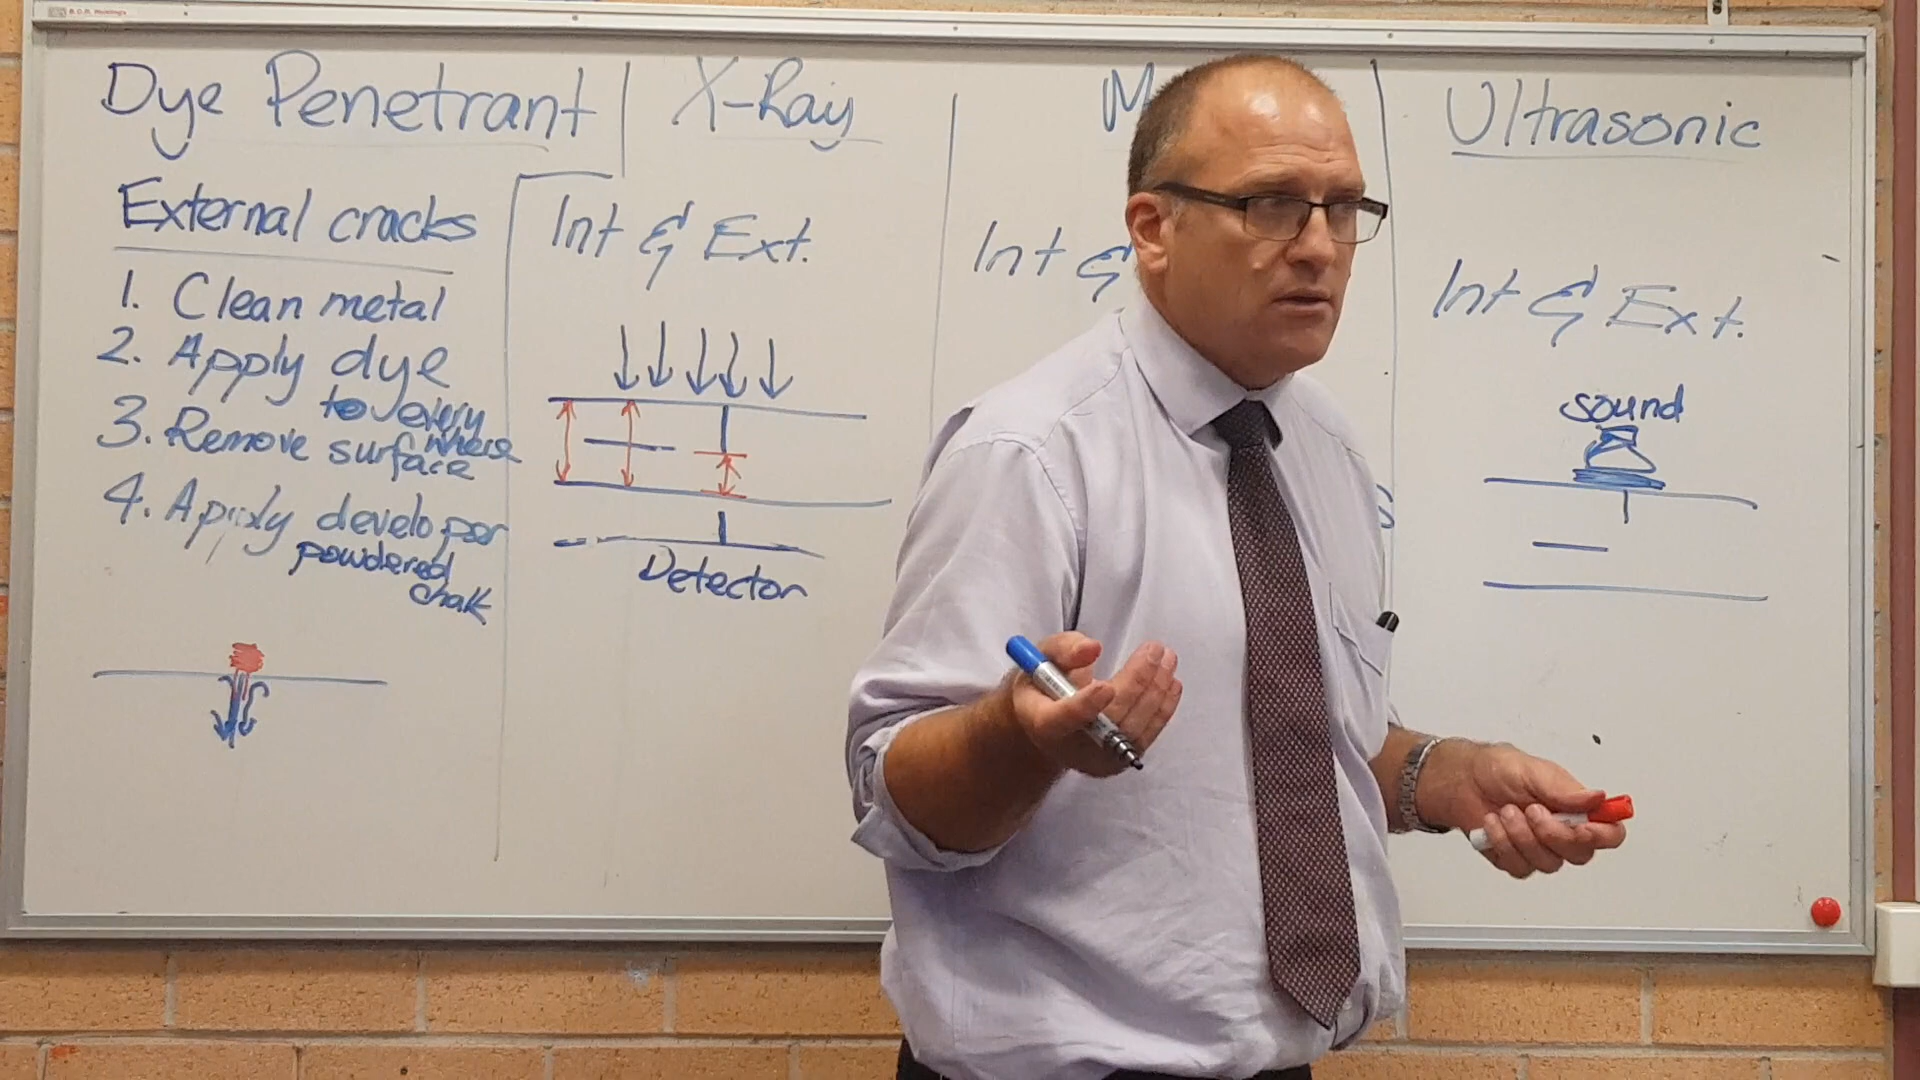 Dye Penetrant
External cracks
1. Clean metal
2. Apply dye
to every
where
3. Remove surface
4. Apply developer
powdered
chalk
X-Ray
Int & Ext.
Detector
M
Int &
S
Ultrasonic
Int & Ext.
sound